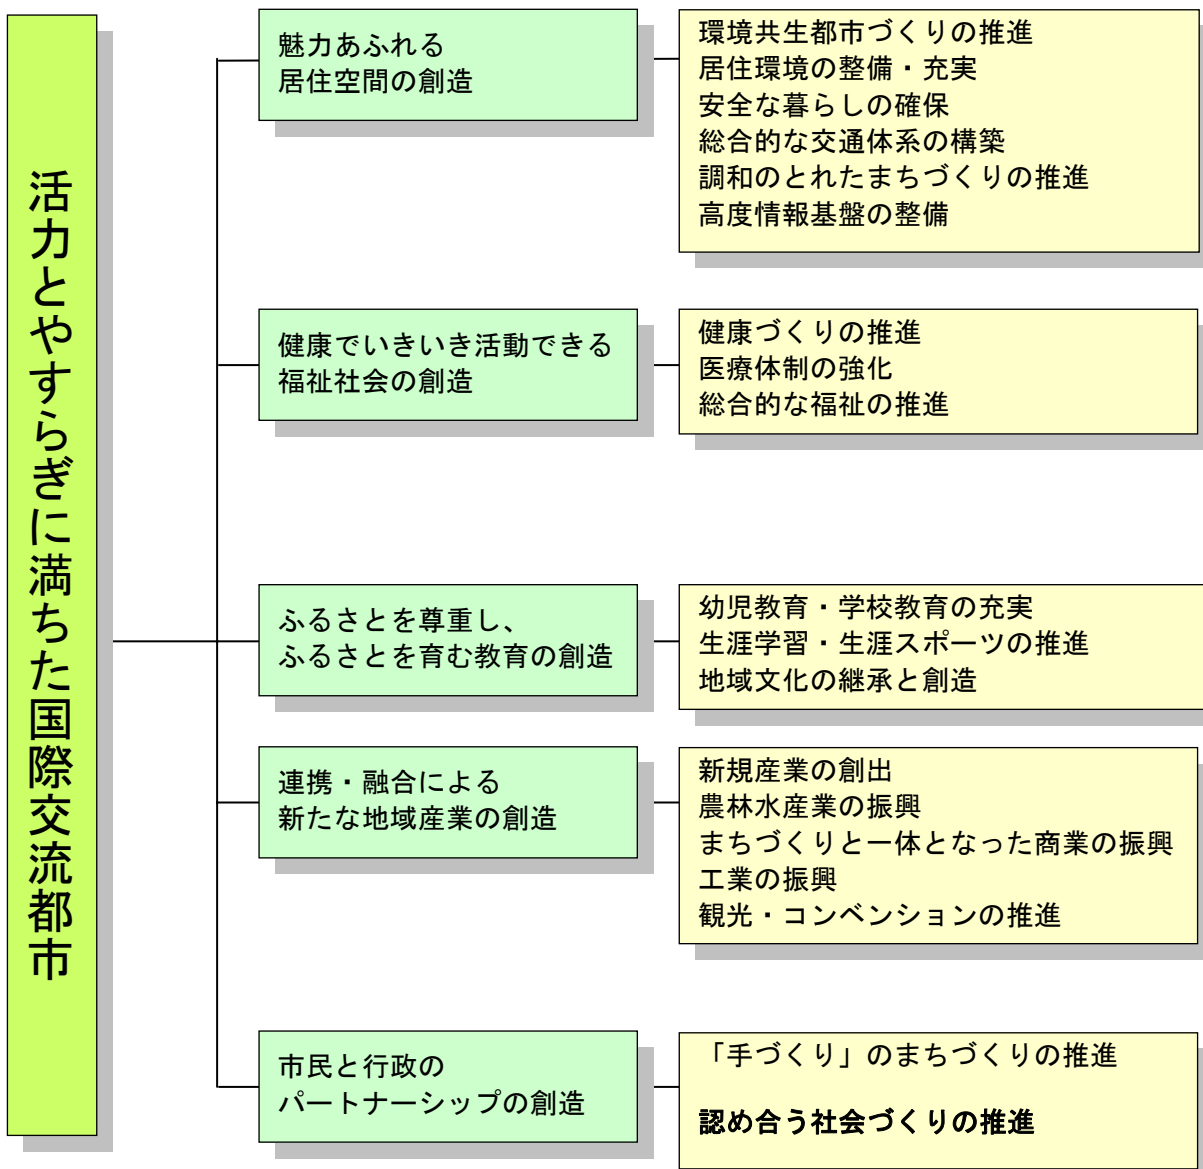 活力とやすらぎに満ちた国際交流都市
魅力あふれる
居住空間の創造
環境共生都市づくりの推進
居住環境の整備・充実
安全な暮らしの確保
総合的な交通体系の構築
調和のとれたまちづくりの推進
高度情報基盤の整備
健康でいきいき活動できる
福祉社会の創造
健康づくりの推進
医療体制の強化
総合的な福祉の推進
ふるさとを尊重し、
ふるさとを育む教育の創造
幼児教育・学校教育の充実
生涯学習・生涯スポーツの推進
地域文化の継承と創造
連携・融合による
新たな地域産業の創造
新規産業の創出
農林水産業の振興
まちづくりと一体となった商業の振興
工業の振興
観光・コンベンションの推進
市民と行政の
パートナーシップの創造
「手づくり」のまちづくりの推進
認め合う社会づくりの推進